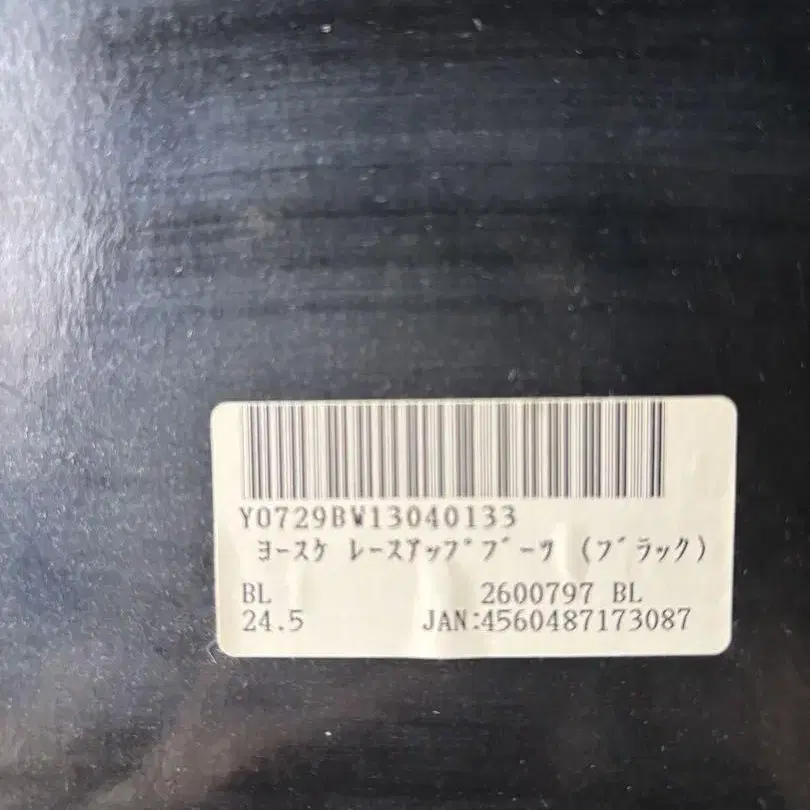 Y0729BW13040133
ﾖｰｽｹ ﾚｰｽｱｯﾌﾟﾌﾞｰﾂ (ﾌﾞﾗｯｸ)
BL 2600797 BL
24.5 JAN:4560487173087